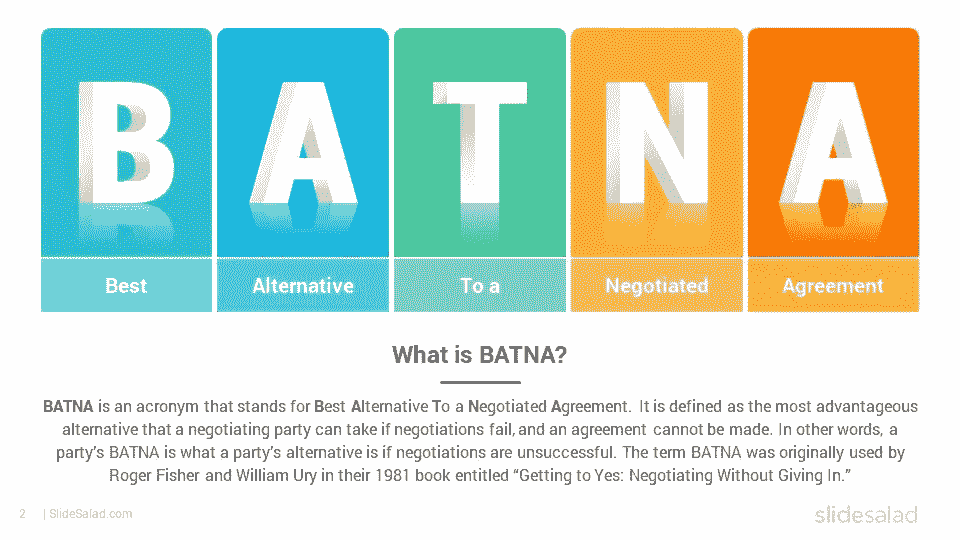 B A T N A
Best Alternative To a Negotiated Agreement
What is BATNA?
BATNA is an acronym that stands for Best Alternative To a Negotiated Agreement. It is defined as the most advantageous
alternative that a negotiating party can take if negotiations fail, and an agreement cannot be made. In other words, a
party's BATNA is what a party's alternative is if negotiations are unsuccessful. The term BATNA was originally used by
Roger Fisher and William Ury in their 1981 book entitled “Getting to Yes: Negotiating Without Giving In.”
2 | SlideSalad.com
slidesalad